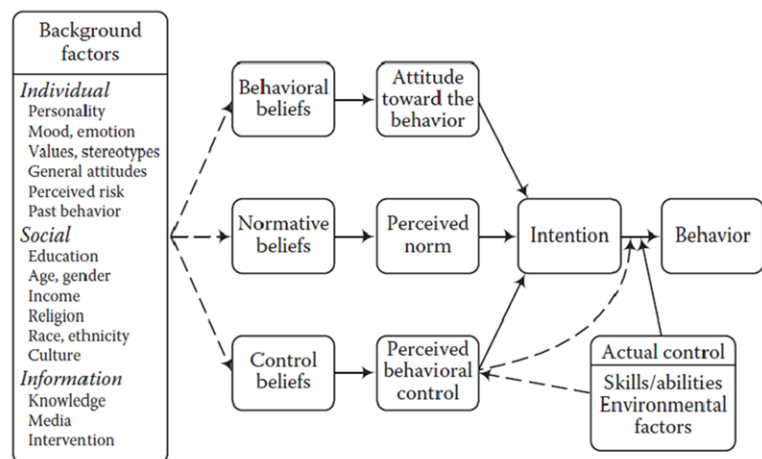 Background
factors
Individual
Personality
Mood, emotion
Values, stereotypes
General attitudes
Perceived risk
Past behavior
Social
Education
Age, gender
Income
Religion
Race, ethnicity
Culture
Information
Knowledge
Media
Intervention
Behavioral
beliefs
Attitude
toward the
behavior
Normative
beliefs
Perceived
norm
Intention
Behavior
Control
beliefs
Perceived
behavioral
control
Actual control
Skills/abilities
Environmental
factors